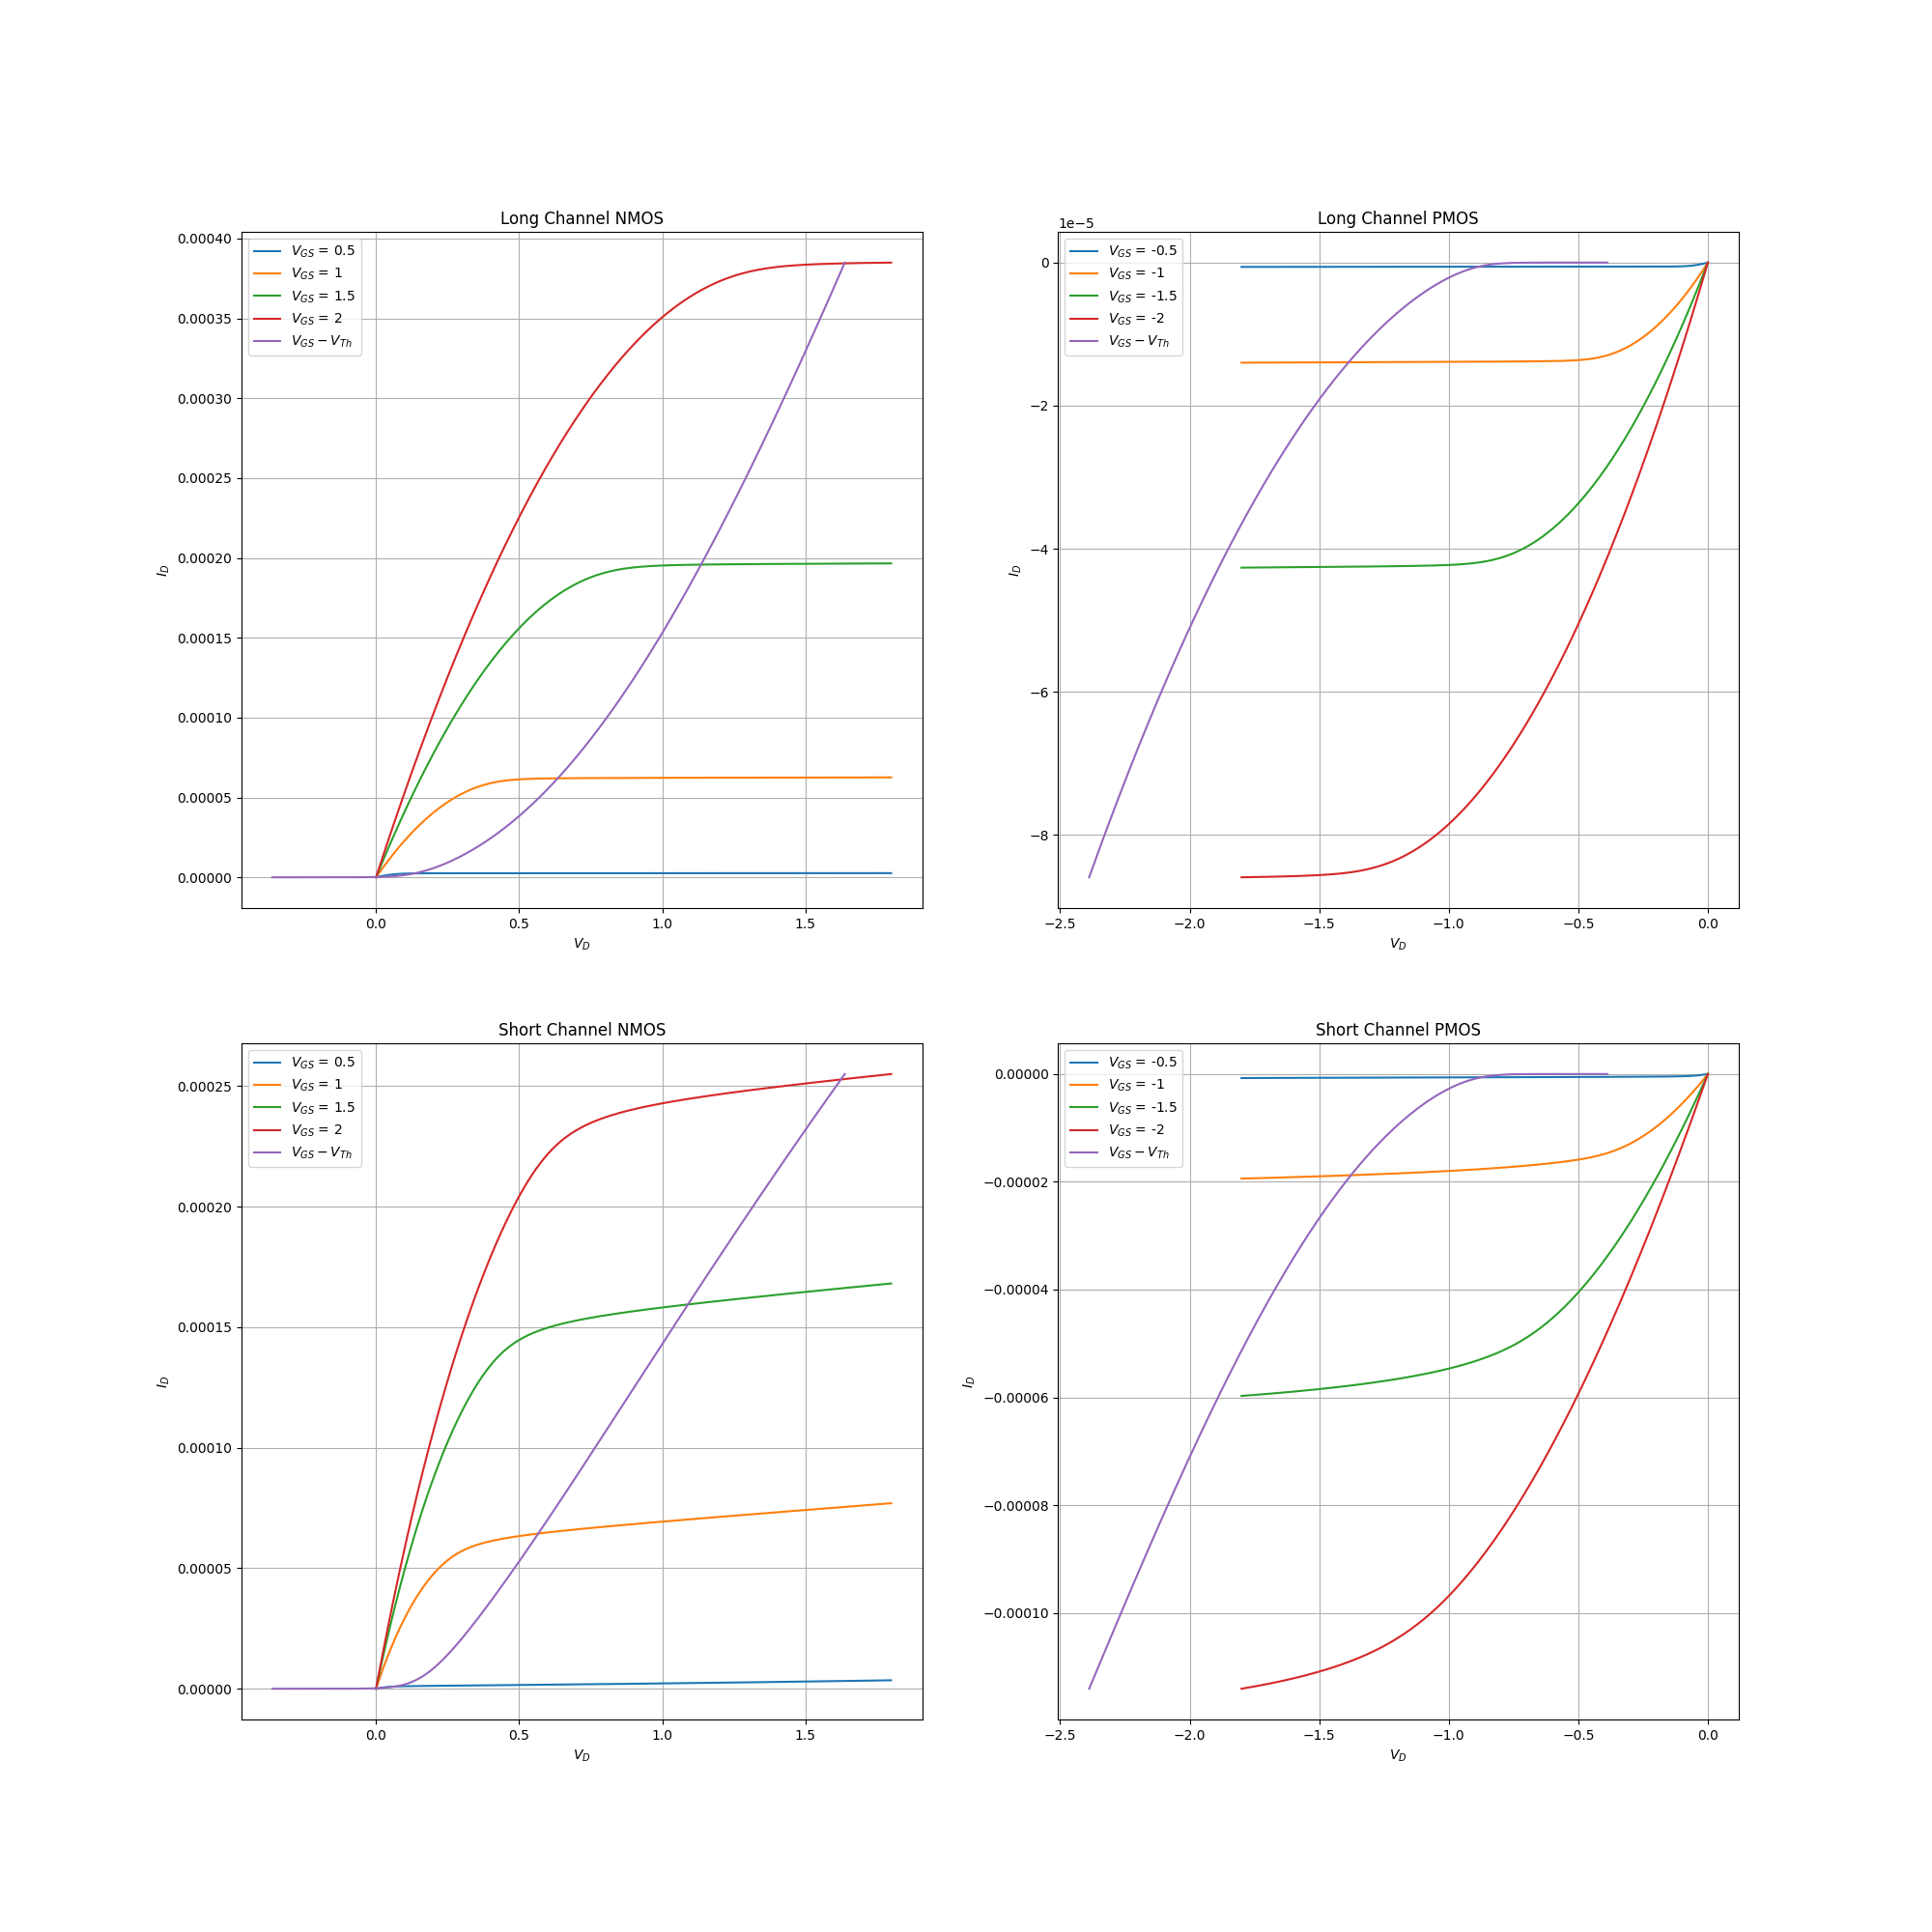 Long Channel NMOS
V_GS = 0.5
V_GS = 1
V_GS = 1.5
V_GS = 2
V_GS − V_Th
0.00040
0.00035
0.00030
0.00025
0.00020
0.00015
0.00010
0.00005
0.00000
I_D
0.0 0.5 1.0 1.5
V_D
Long Channel PMOS
1e−5
V_GS = -0.5
V_GS = -1
V_GS = -1.5
V_GS = -2
V_GS − V_Th
0
−2
−4
−6
−8
I_D
−2.5 −2.0 −1.5 −1.0 −0.5 0.0
V_D
Short Channel NMOS
V_GS = 0.5
V_GS = 1
V_GS = 1.5
V_GS = 2
V_GS − V_Th
0.00025
0.00020
0.00015
0.00010
0.00005
0.00000
I_D
0.0 0.5 1.0 1.5
V_D
Short Channel PMOS
V_GS = -0.5
V_GS = -1
V_GS = -1.5
V_GS = -2
V_GS − V_Th
0.00000
−0.00002
−0.00004
−0.00006
−0.00008
−0.00010
I_D
−2.5 −2.0 −1.5 −1.0 −0.5 0.0
V_D